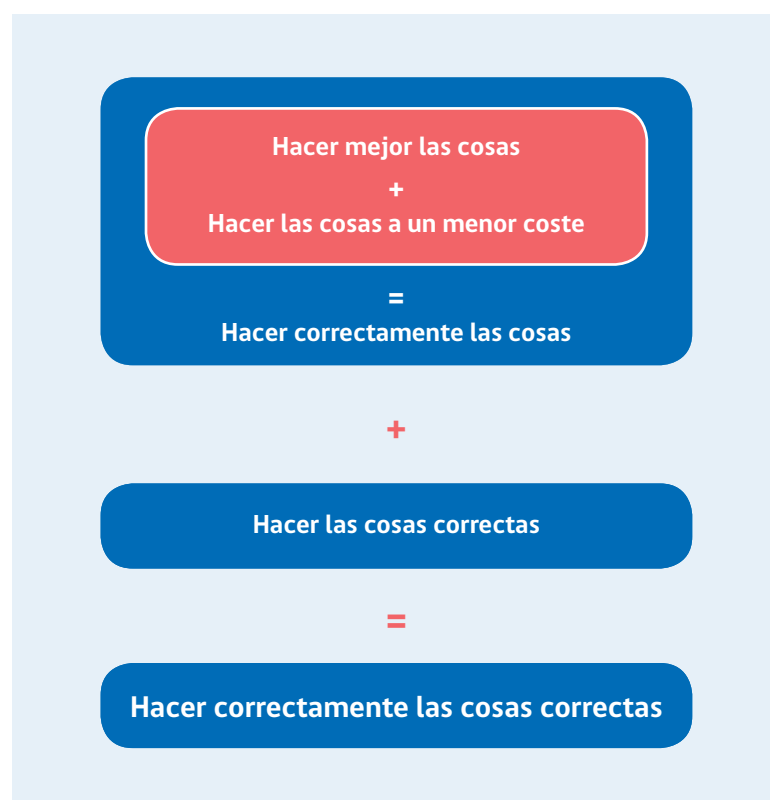 Hacer mejor las cosas
+
Hacer las cosas a un menor coste
=
Hacer correctamente las cosas
+
Hacer las cosas correctas
=
Hacer correctamente las cosas correctas